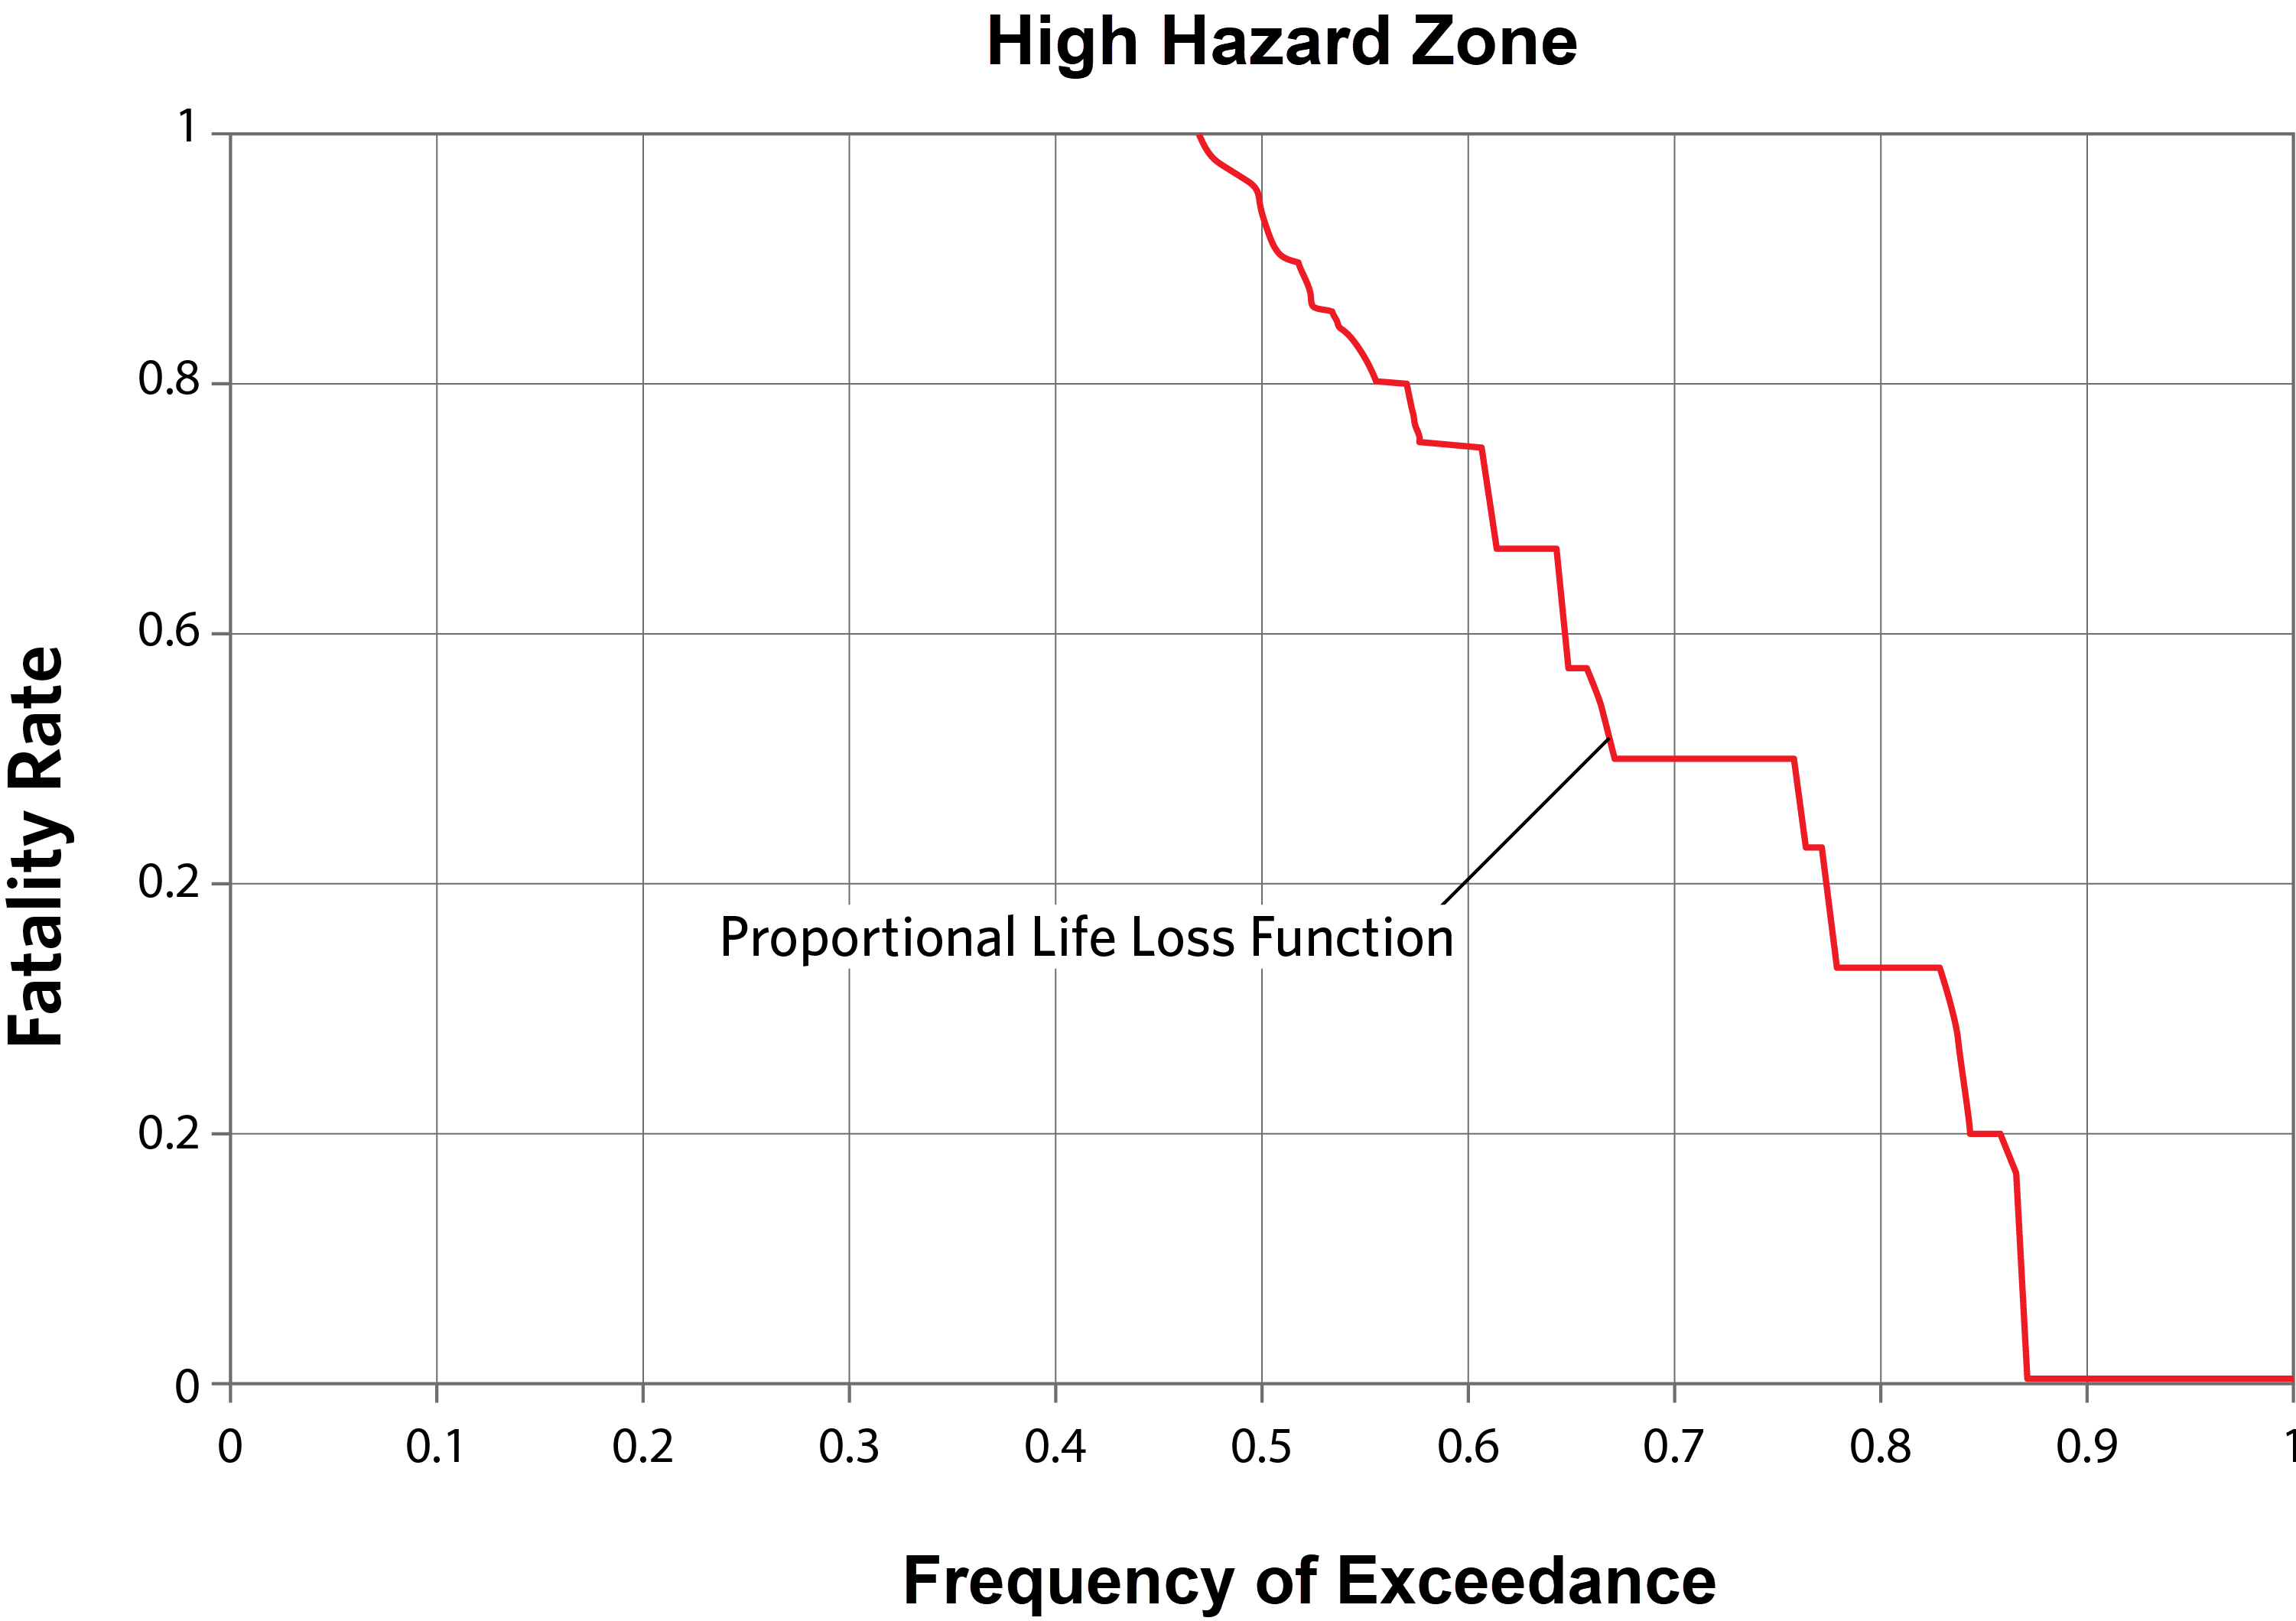 High Hazard Zone
1
0.8
0.6
0.2
0.2
0
Fatality Rate
Proportional Life Loss Function
0 0.1 0.2 0.3 0.4 0.5 0.6 0.7 0.8 0.9 1
Frequency of Exceedance